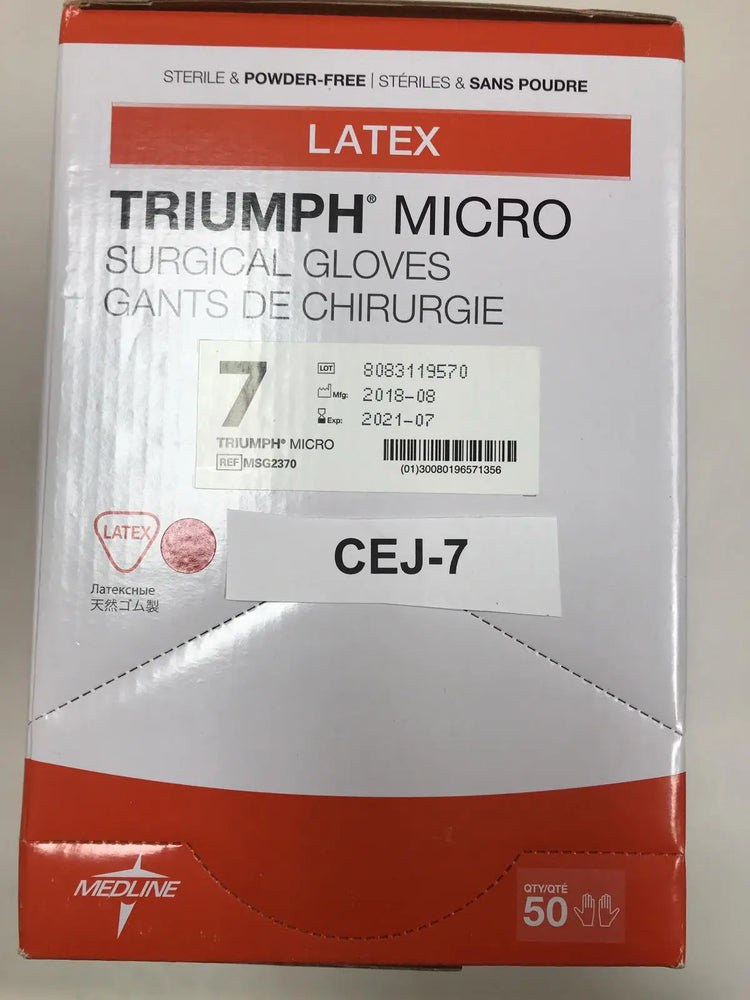 STERILE & POWDER-FREE | STÉRILES & SANS POUDRE
LATEX
TRIUMPH® MICRO
SURGICAL GLOVES
GANTS DE CHIRURGIE
7
LOT 8083119570
Mfg: 2018-08
Exp: 2021-07
TRIUMPH® MICRO
REF MSG2370
(01)30080196571356
LATEX
Латексные
天然ゴム製
CEJ-7
MEDLINE
QTY/QTÉ
50